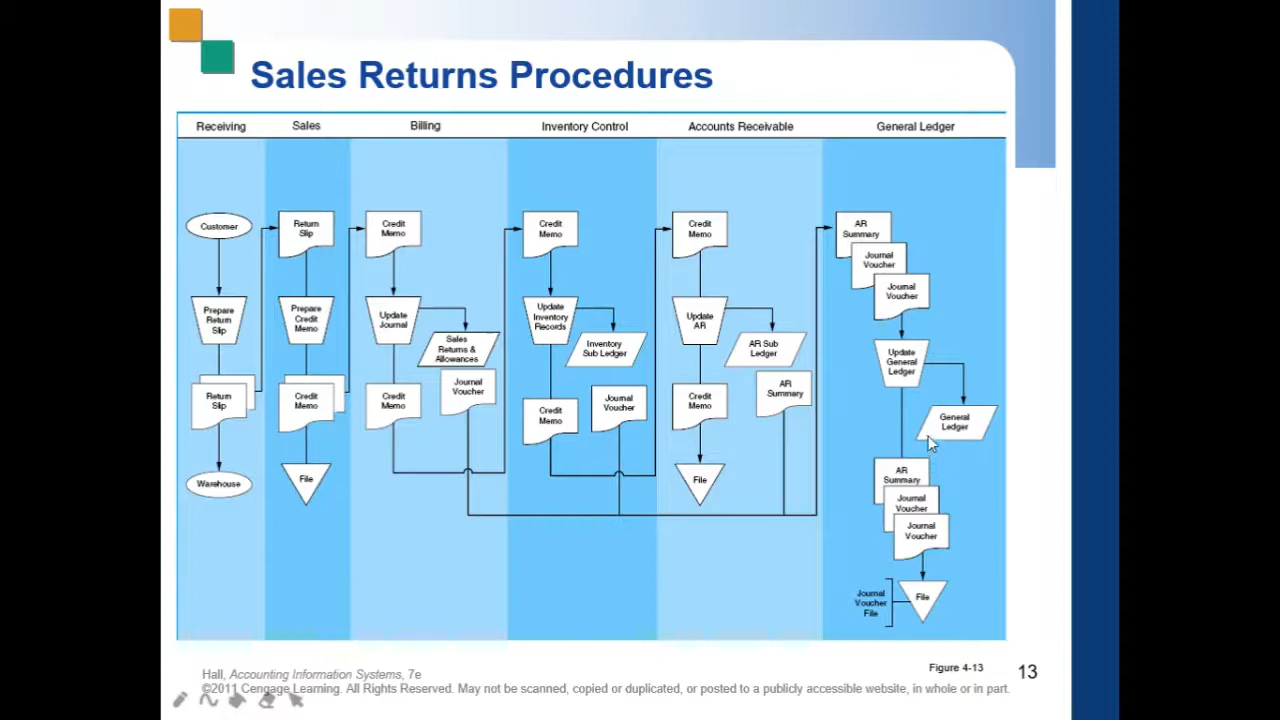 Sales Returns Procedures
Receiving
Sales
Billing
Inventory Control
Accounts Receivable
General Ledger
Customer
Prepare
Return
Slip
Return
Slip
Warehouse
Return
Slip
Prepare
Credit
Memo
Credit
Memo
File
Credit
Memo
Update
Journal
Sales
Returns &
Allowances
Credit
Memo
Journal
Voucher
Credit
Memo
Update
Inventory
Records
Inventory
Sub Ledger
Credit
Memo
Journal
Voucher
Credit
Memo
Update
AR
AR Sub
Ledger
Credit
Memo
AR
Summary
File
AR
Summary
Journal
Voucher
Journal
Voucher
Update
General
Ledger
General
Ledger
AR
Summary
Journal
Voucher
Journal
Voucher
Journal
Voucher
File
File
Figure 4-13
13
Hall, Accounting Information Systems, 7e
©2011 Cengage Learning. All Rights Reserved. May not be scanned, copied or duplicated, or posted to a publicly accessible website, in whole or in part.